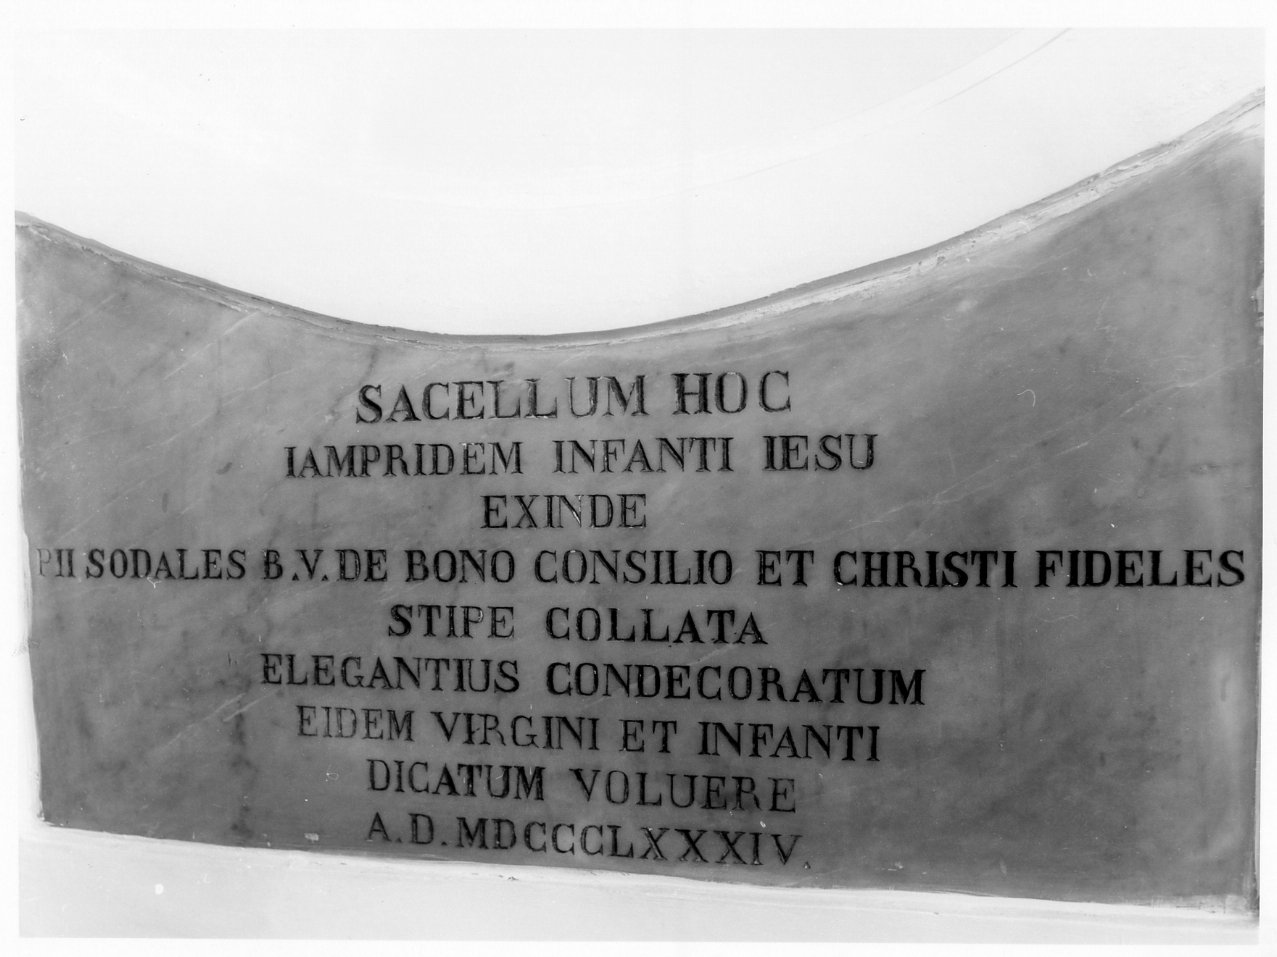 SACELLUM HOC
IAMPRIDEM INFANTI IESU
EXINDE
PII SODALES B.V.DE BONO CONSILIO ET CHRISTI FIDELES
STIPE COLLATA
ELEGANTIUS CONDECORATUM
EIDEM VIRGINI ET INFANTI
DICATUM VOLUERE
A.D.MDCCCLXXXIV.